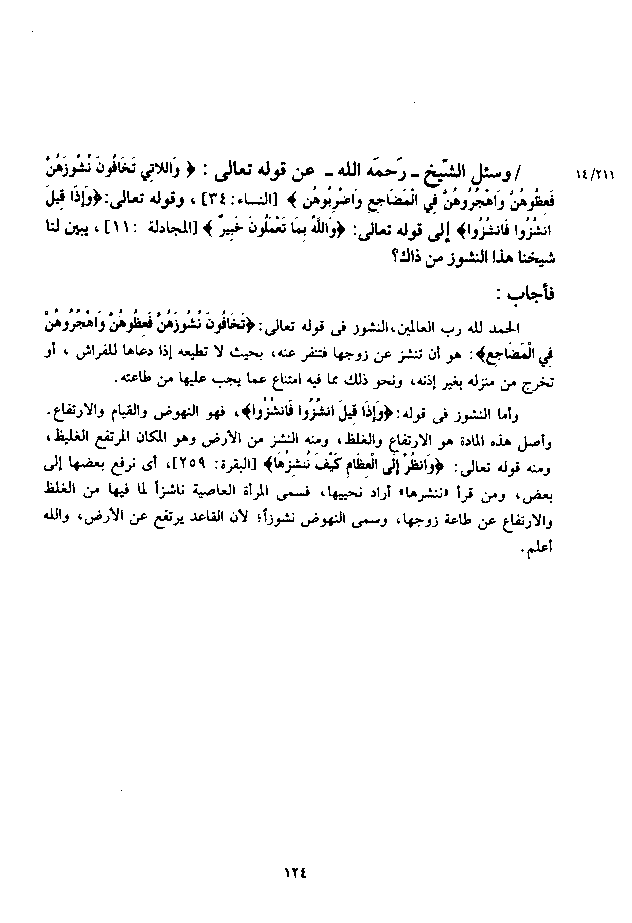 ١٤/٢١١ / وسئل الشيخ ـ رَحمَه الله ـ عن قوله تعالى : ﴿ وَاللاتِي تَخَافُونَ نُشُوزَهُنَّ
فَعِظُوهُنَّ وَاهْجُرُوهُنَّ فِي الْمَضَاجِعِ وَاضْرِبُوهُنَّ ﴾ [النساء: ٣٤] ، وقوله تعالى: ﴿وَإِذَا قِيلَ
انشُزُوا فَانشُزُوا﴾ إلى قوله تعالى: ﴿وَاللَّهُ بِمَا تَعْمَلُونَ خَبِيرٌ﴾ [المجادلة : ١١] ، يبين لنا
شيخنا هذا النشوز من ذاك؟
فأجاب :
الحمد لله رب العالمين، النشوز فى قوله تعالى: ﴿تَخَافُونَ نُشُوزَهُنَّ فَعِظُوهُنَّ وَاهْجُرُوهُنَّ
فِي الْمَضَاجِعِ﴾: هو أن تنشز عن زوجها فتنفر عنه، بحيث لا تطيعه إذا دعاها للفراش ، أو
تخرج من منزله بغير إذنه، ونحو ذلك مما فيه امتناع عما يجب عليها من طاعته.
وأما النشوز فى قوله: ﴿وَإِذَا قِيلَ انشُزُوا فَانشُزُوا﴾، فهو النهوض والقيام والارتفاع.
وأصل هذه المادة هو الارتفاع والغلظ، ومنه النشز من الأرض وهو المكان المرتفع الغليظ،
ومنه قوله تعالى: ﴿وَانظُرْ إِلَى الْعِظَامِ كَيْفَ نُنشِزُهَا﴾ [البقرة: ٢٥٩]، أى نرفع بعضها إلى
بعض، ومن قرأ «ننشرها» أراد نحييها، فسمى المرأة العاصية ناشزاً لما فيها من الغلظ
والارتفاع عن طاعة زوجها، وسمى النهوض نشوزاً؛ لأن القاعد يرتفع عن الأرض، والله
أعلم.
١٢٤